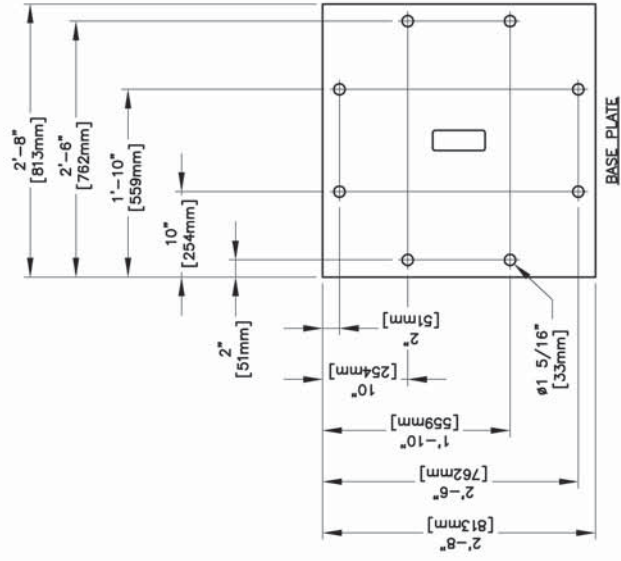 2'-8"
[813mm]
2'-6"
[762mm]
1'-10"
[559mm]
10"
[254mm]
2"
[51mm]
2"
[51mm]
10"
[254mm]
1'-10"
[559mm]
2'-6"
[762mm]
2'-8"
[813mm]
ø1 5/16"
[33mm]
BASE PLATE